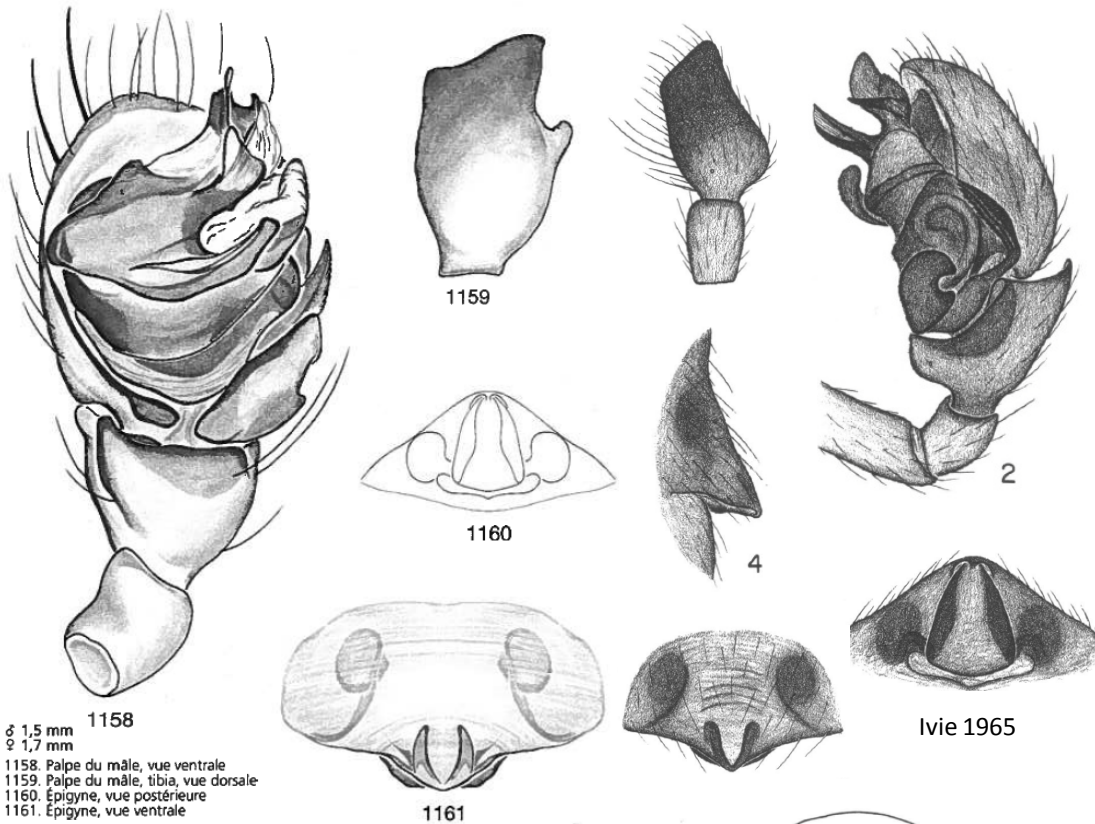 1159
2
1160
4
1158
Ivie 1965
♂ 1,5 mm
♀ 1,7 mm
1158. Palpe du mâle, vue ventrale
1159. Palpe du mâle, tibia, vue dorsale
1160. Épigyne, vue postérieure
1161. Épigyne, vue ventrale
1161